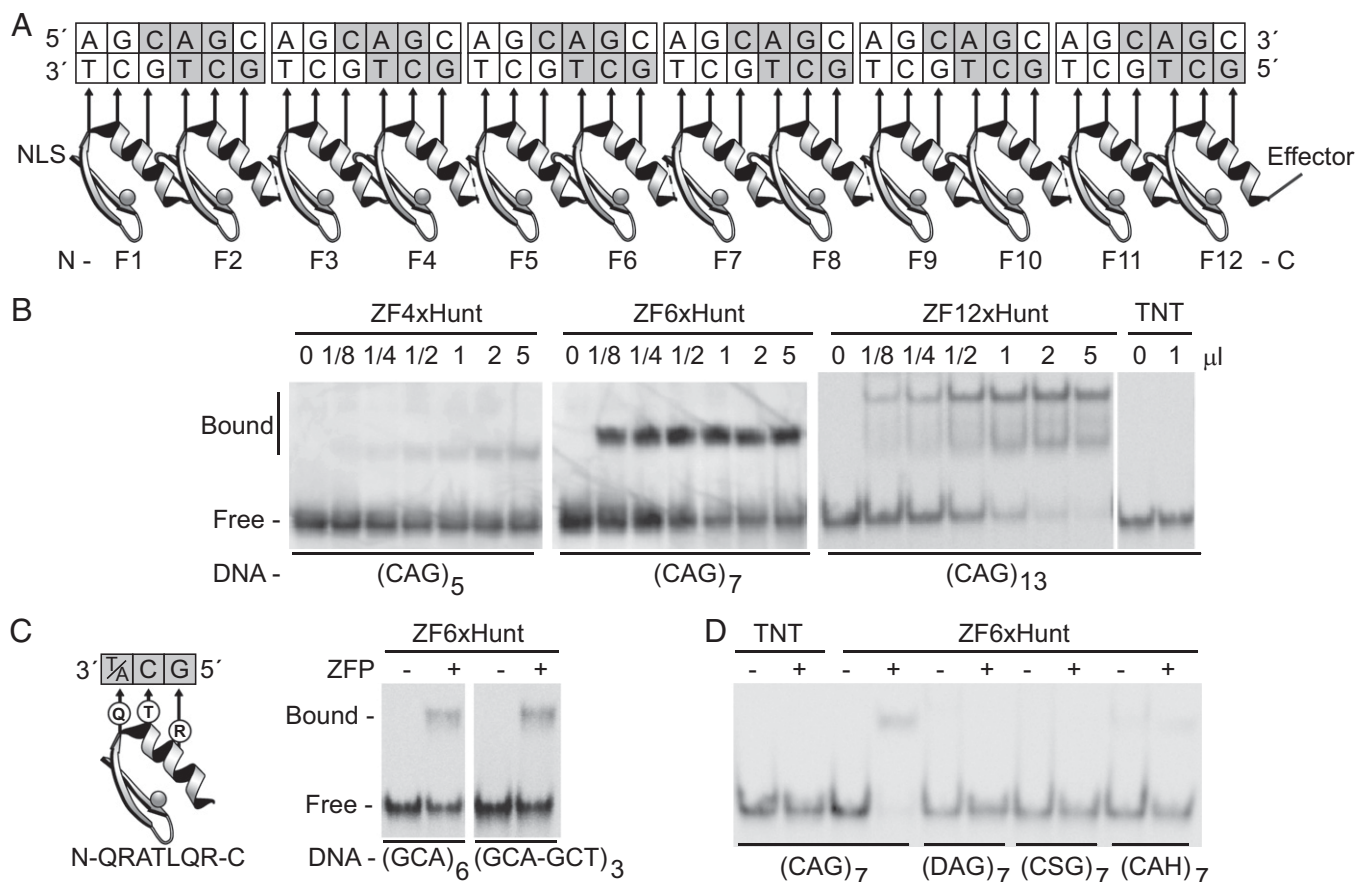 A
5´ A G C A G C A G C A G C A G C A G C A G C A G C A G C A G C A G C A G C 3´
3´ T C G T C G T C G T C G T C G T C G T C G T C G T C G T C G T C G T C G 5´
NLS
Effector
N - F1 F2 F3 F4 F5 F6 F7 F8 F9 F10 F11 F12 - C
B
ZF4xHunt ZF6xHunt ZF12xHunt TNT
0 1/8 1/4 1/2 1 2 5 0 1/8 1/4 1/2 1 2 5 0 1/8 1/4 1/2 1 2 5 0 1 µl
Bound
Free -
DNA - (CAG)5 (CAG)7 (CAG)13
C
3´ T/A C G 5´
Q T R
N-QRATLQR-C
ZF6xHunt
ZFP - + - +
Bound -
Free -
DNA - (GCA)6 (GCA-GCT)3
D
TNT ZF6xHunt
- + - + - + - + - +
(CAG)7 (DAG)7 (CSG)7 (CAH)7